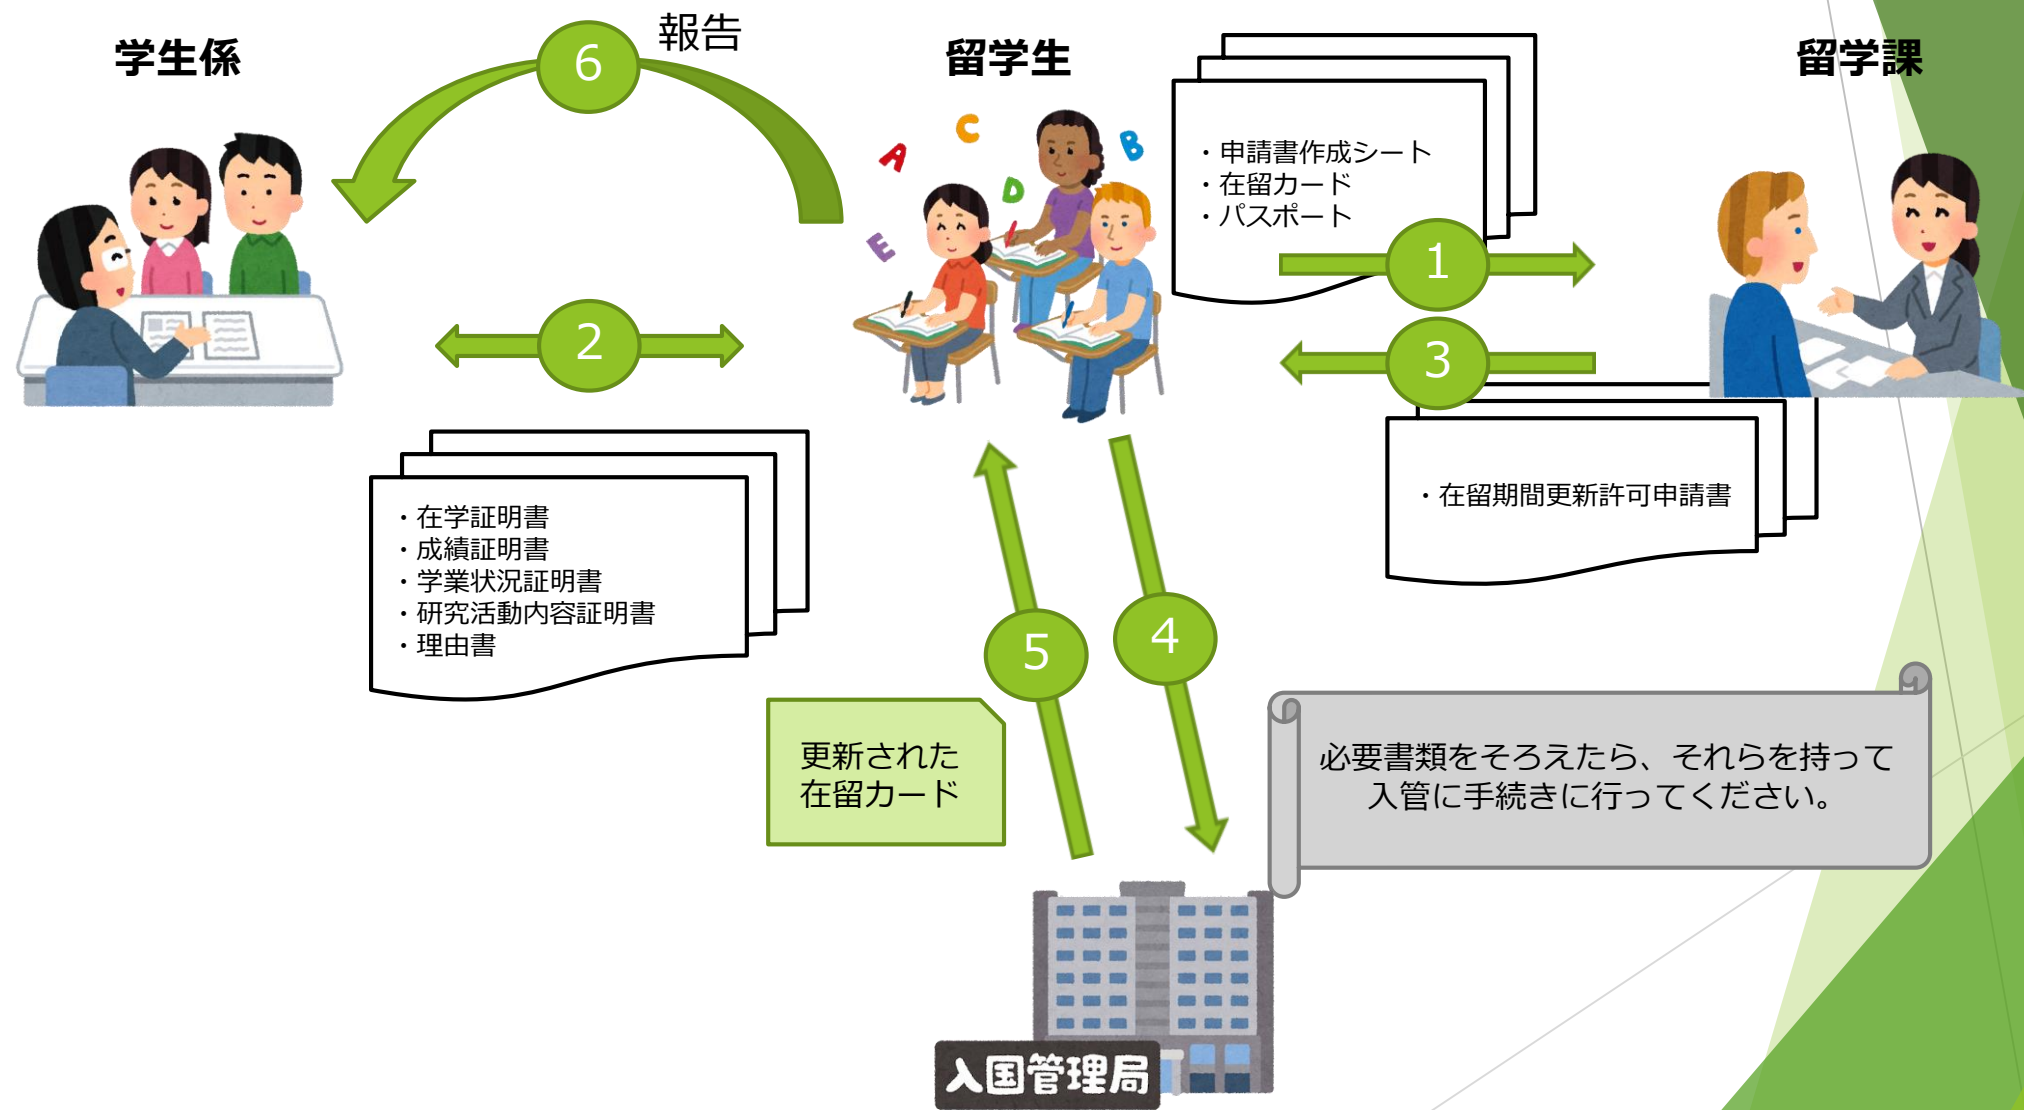 学生係
6
報告
留学生
A
C
B
D
E
留学課
・申請書作成シート
・在留カード
・パスポート
1
2
3
・在留期間更新許可申請書
・在学証明書
・成績証明書
・学業状況証明書
・研究活動内容証明書
・理由書
5
4
更新された
在留カード
必要書類をそろえたら、それらを持って
入管に手続きに行ってください。
入国管理局